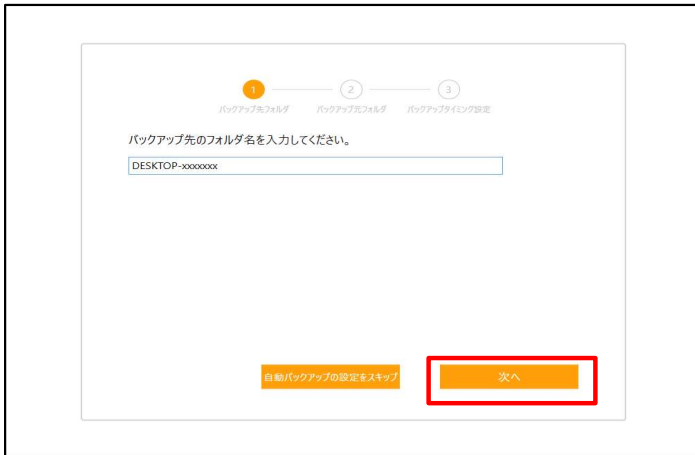 1 2 3
バックアップ先フォルダ バックアップ元フォルダ バックアップタイミング設定
バックアップ先のフォルダ名を入力してください。
DESKTOP-xxxxxxx
自動バックアップの設定をスキップ 次へ